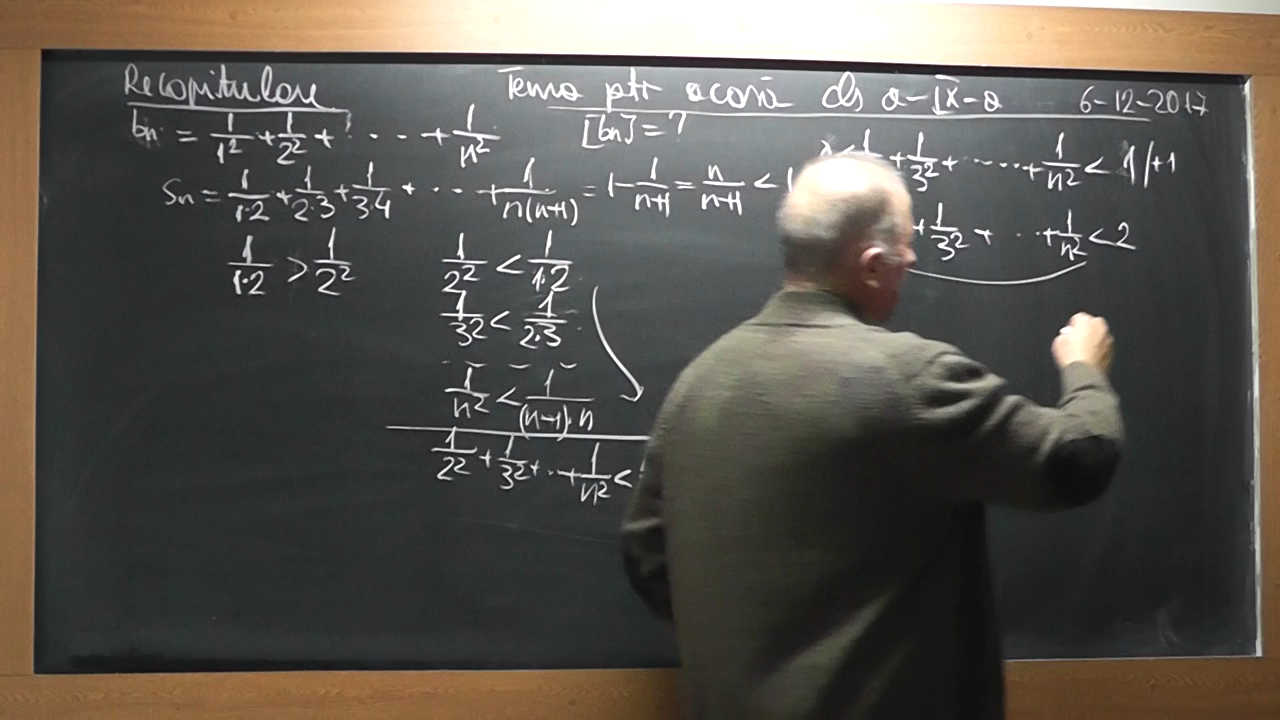 Recapitulare
Tema ptr acasă cls a-IX-a 6-12-2017
bn = 1/1² + 1/2² + ..... + 1/n² [bn] = ?
Sn = 1/1·2 + 1/2·3 + 1/3·4 + ... + 1/n(n+1) = 1 - 1/n+1 = n/n+1 < 1
+ 1/3² + ..... + 1/n² < 1 /+1
+ 1/3² + ... + 1/n² < 2
1/1·2 > 1/2²
1/2² < 1/1·2
1/3² < 1/2·3
- - - -
1/n² < 1/(n-1)·n
1/2² + 1/3² + ... + 1/n² <